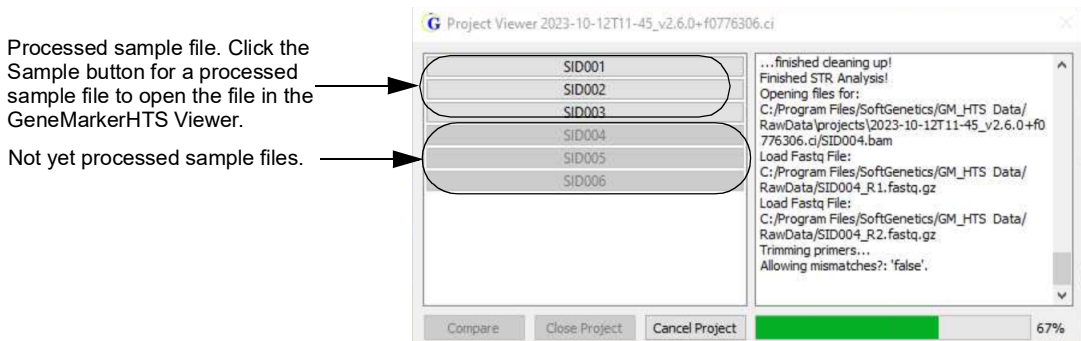 Project Viewer 2023-10-12T11-45_v2.6.0+f0776306.ci
Processed sample file. Click the
Sample button for a processed
sample file to open the file in the
GeneMarkerHTS Viewer.
Not yet processed sample files.
SID001
SID002
SID003
SID004
SID005
SID006
...finished cleaning up!
Finished STR Analysis!
Opening files for:
C:/Program Files/SoftGenetics/GM_HTS Data/
RawData\projects\2023-10-12T11-45_v2.6.0+f0
776306.ci/SID004.bam
Load Fastq File:
C:/Program Files/SoftGenetics/GM_HTS Data/
RawData/SID004_R1.fastq.gz
Load Fastq File:
C:/Program Files/SoftGenetics/GM_HTS Data/
RawData/SID004_R2.fastq.gz
Trimming primers...
Allowing mismatches?: 'false'.
Compare
Close Project
Cancel Project
67%